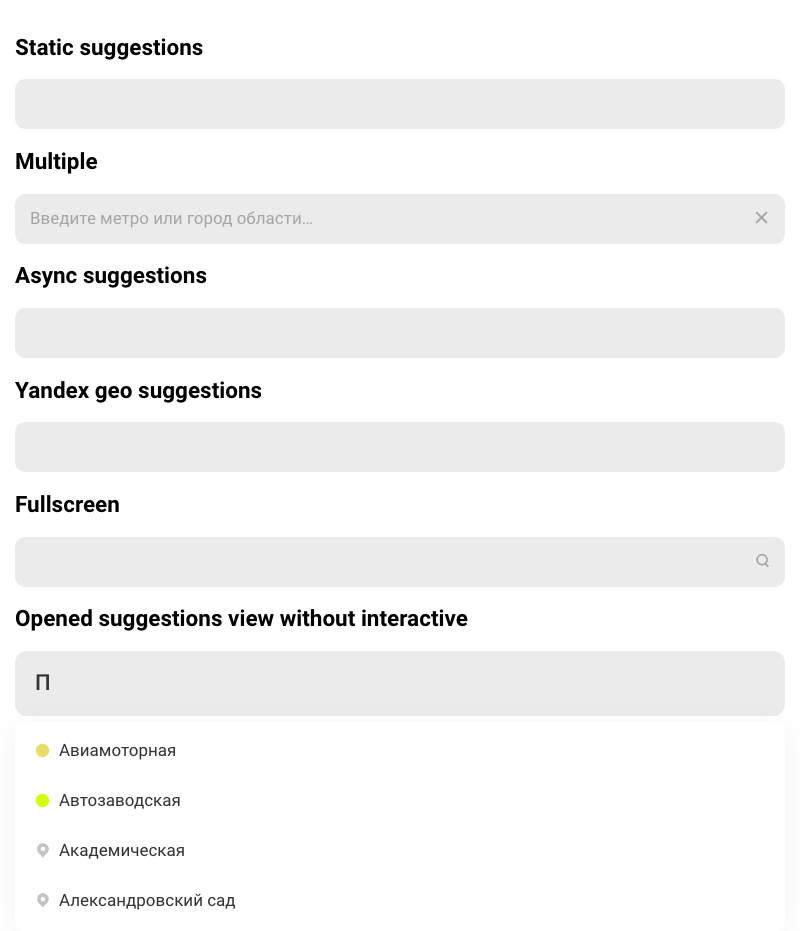 Static suggestions
Multiple
Введите метро или город области…
Async suggestions
Yandex geo suggestions
Fullscreen
Opened suggestions view without interactive
П
Авиамоторная
Автозаводская
Академическая
Александровский сад